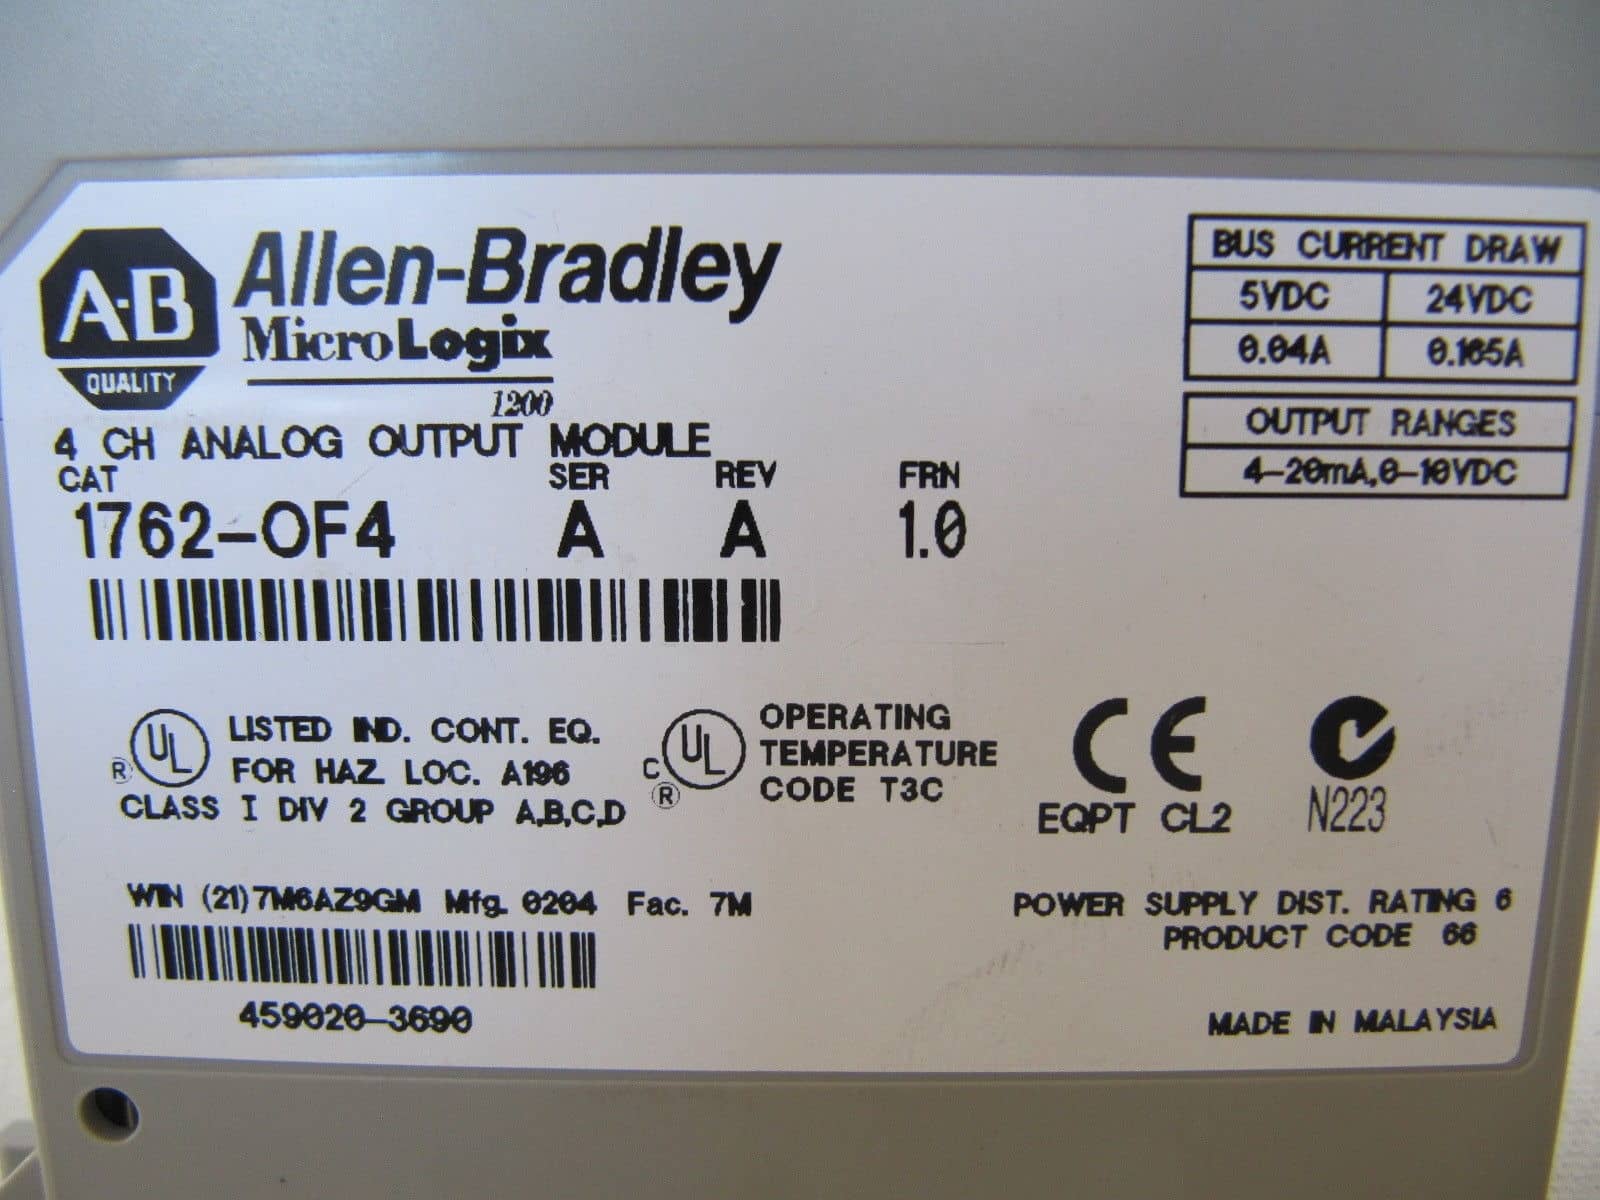 A-B
QUALITY
Allen-Bradley
MicroLogix
1200
4 CH ANALOG OUTPUT MODULE
CAT SER REV FRN
1762-OF4 A A 1.0
BUS CURRENT DRAW
5VDC 24VDC
0.04A 0.165A
OUTPUT RANGES
4-20mA,0-10VDC
UL
LISTED IND. CONT. EQ.
FOR HAZ. LOC. A196
®
CLASS I DIV 2 GROUP A,B,C,D
C UL ®
OPERATING
TEMPERATURE
CODE T3C
CE
EQPT CL2
N223
WIN (21)7M6AZ9GM Mfg. 0204 Fac. 7M
459020-3690
POWER SUPPLY DIST. RATING 6
PRODUCT CODE 66
MADE IN MALAYSIA